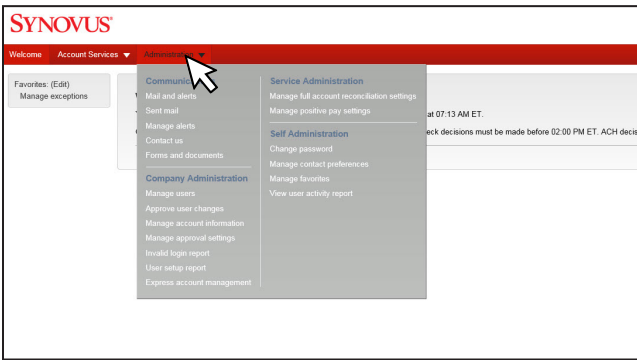 SYNOVUS®
Welcome Account Services Administration
Favorites: (Edit)
Manage exceptions
at 07:13 AM ET.
eck decisions must be made before 02:00 PM ET. ACH decis
Mail and alerts
Sent mail
Manage alerts
Contact us
Forms and documents
Company Administration
Manage users
Approve user changes
Manage account information
Manage approval settings
Invalid login report
User setup report
Express account management
Service Administration
Manage full account reconciliation settings
Manage positive pay settings
Self Administration
Change password
Manage contact preferences
Manage favorites
View user activity report